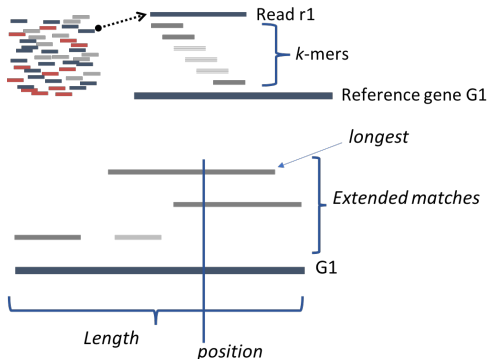 Read r1
k-mers
Reference gene G1
longest
Extended matches
G1
Length
position